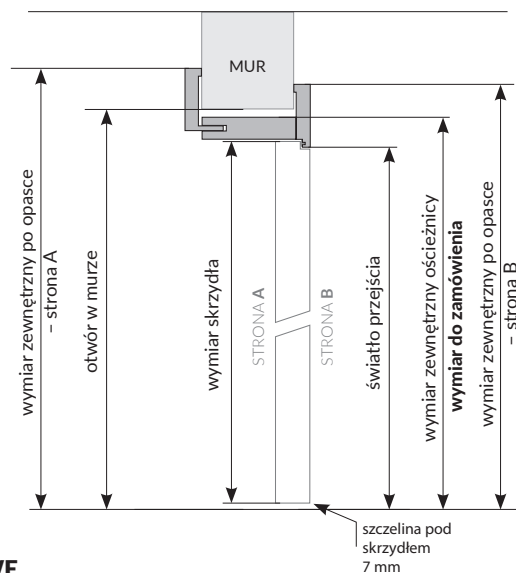 MUR
wymiar zewnętrzny po opasce
– strona A
otwór w murze
wymiar skrzydła
STRONA A
STRONA B
światło przejścia
wymiar zewnętrzny ościeżnicy
wymiar do zamówienia
wymiar zewnętrzny po opasce
– strona B
szczelina pod
skrzydłem
7 mm